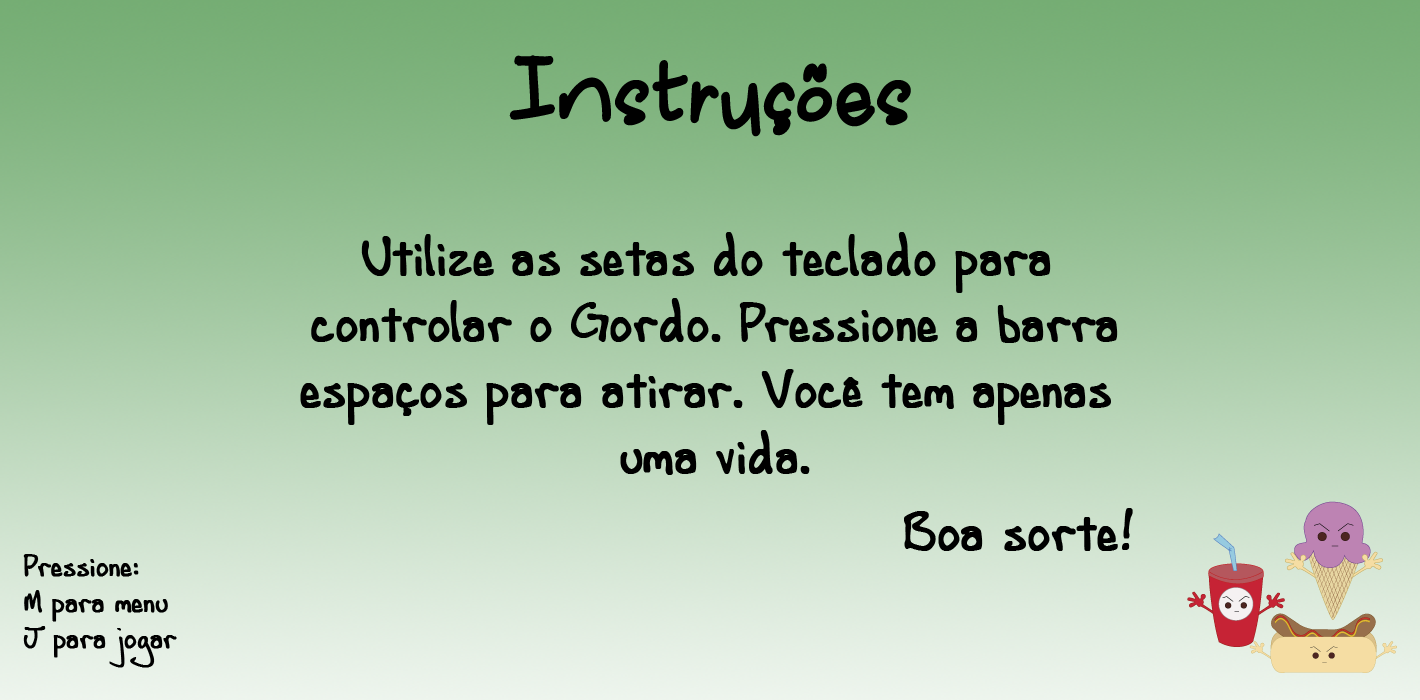 Instruções
Utilize as setas do teclado para
controlar o Gordo. Pressione a barra
espaços para atirar. Você tem apenas
uma vida.
Boa sorte!
Pressione:
M para menu
J para jogar